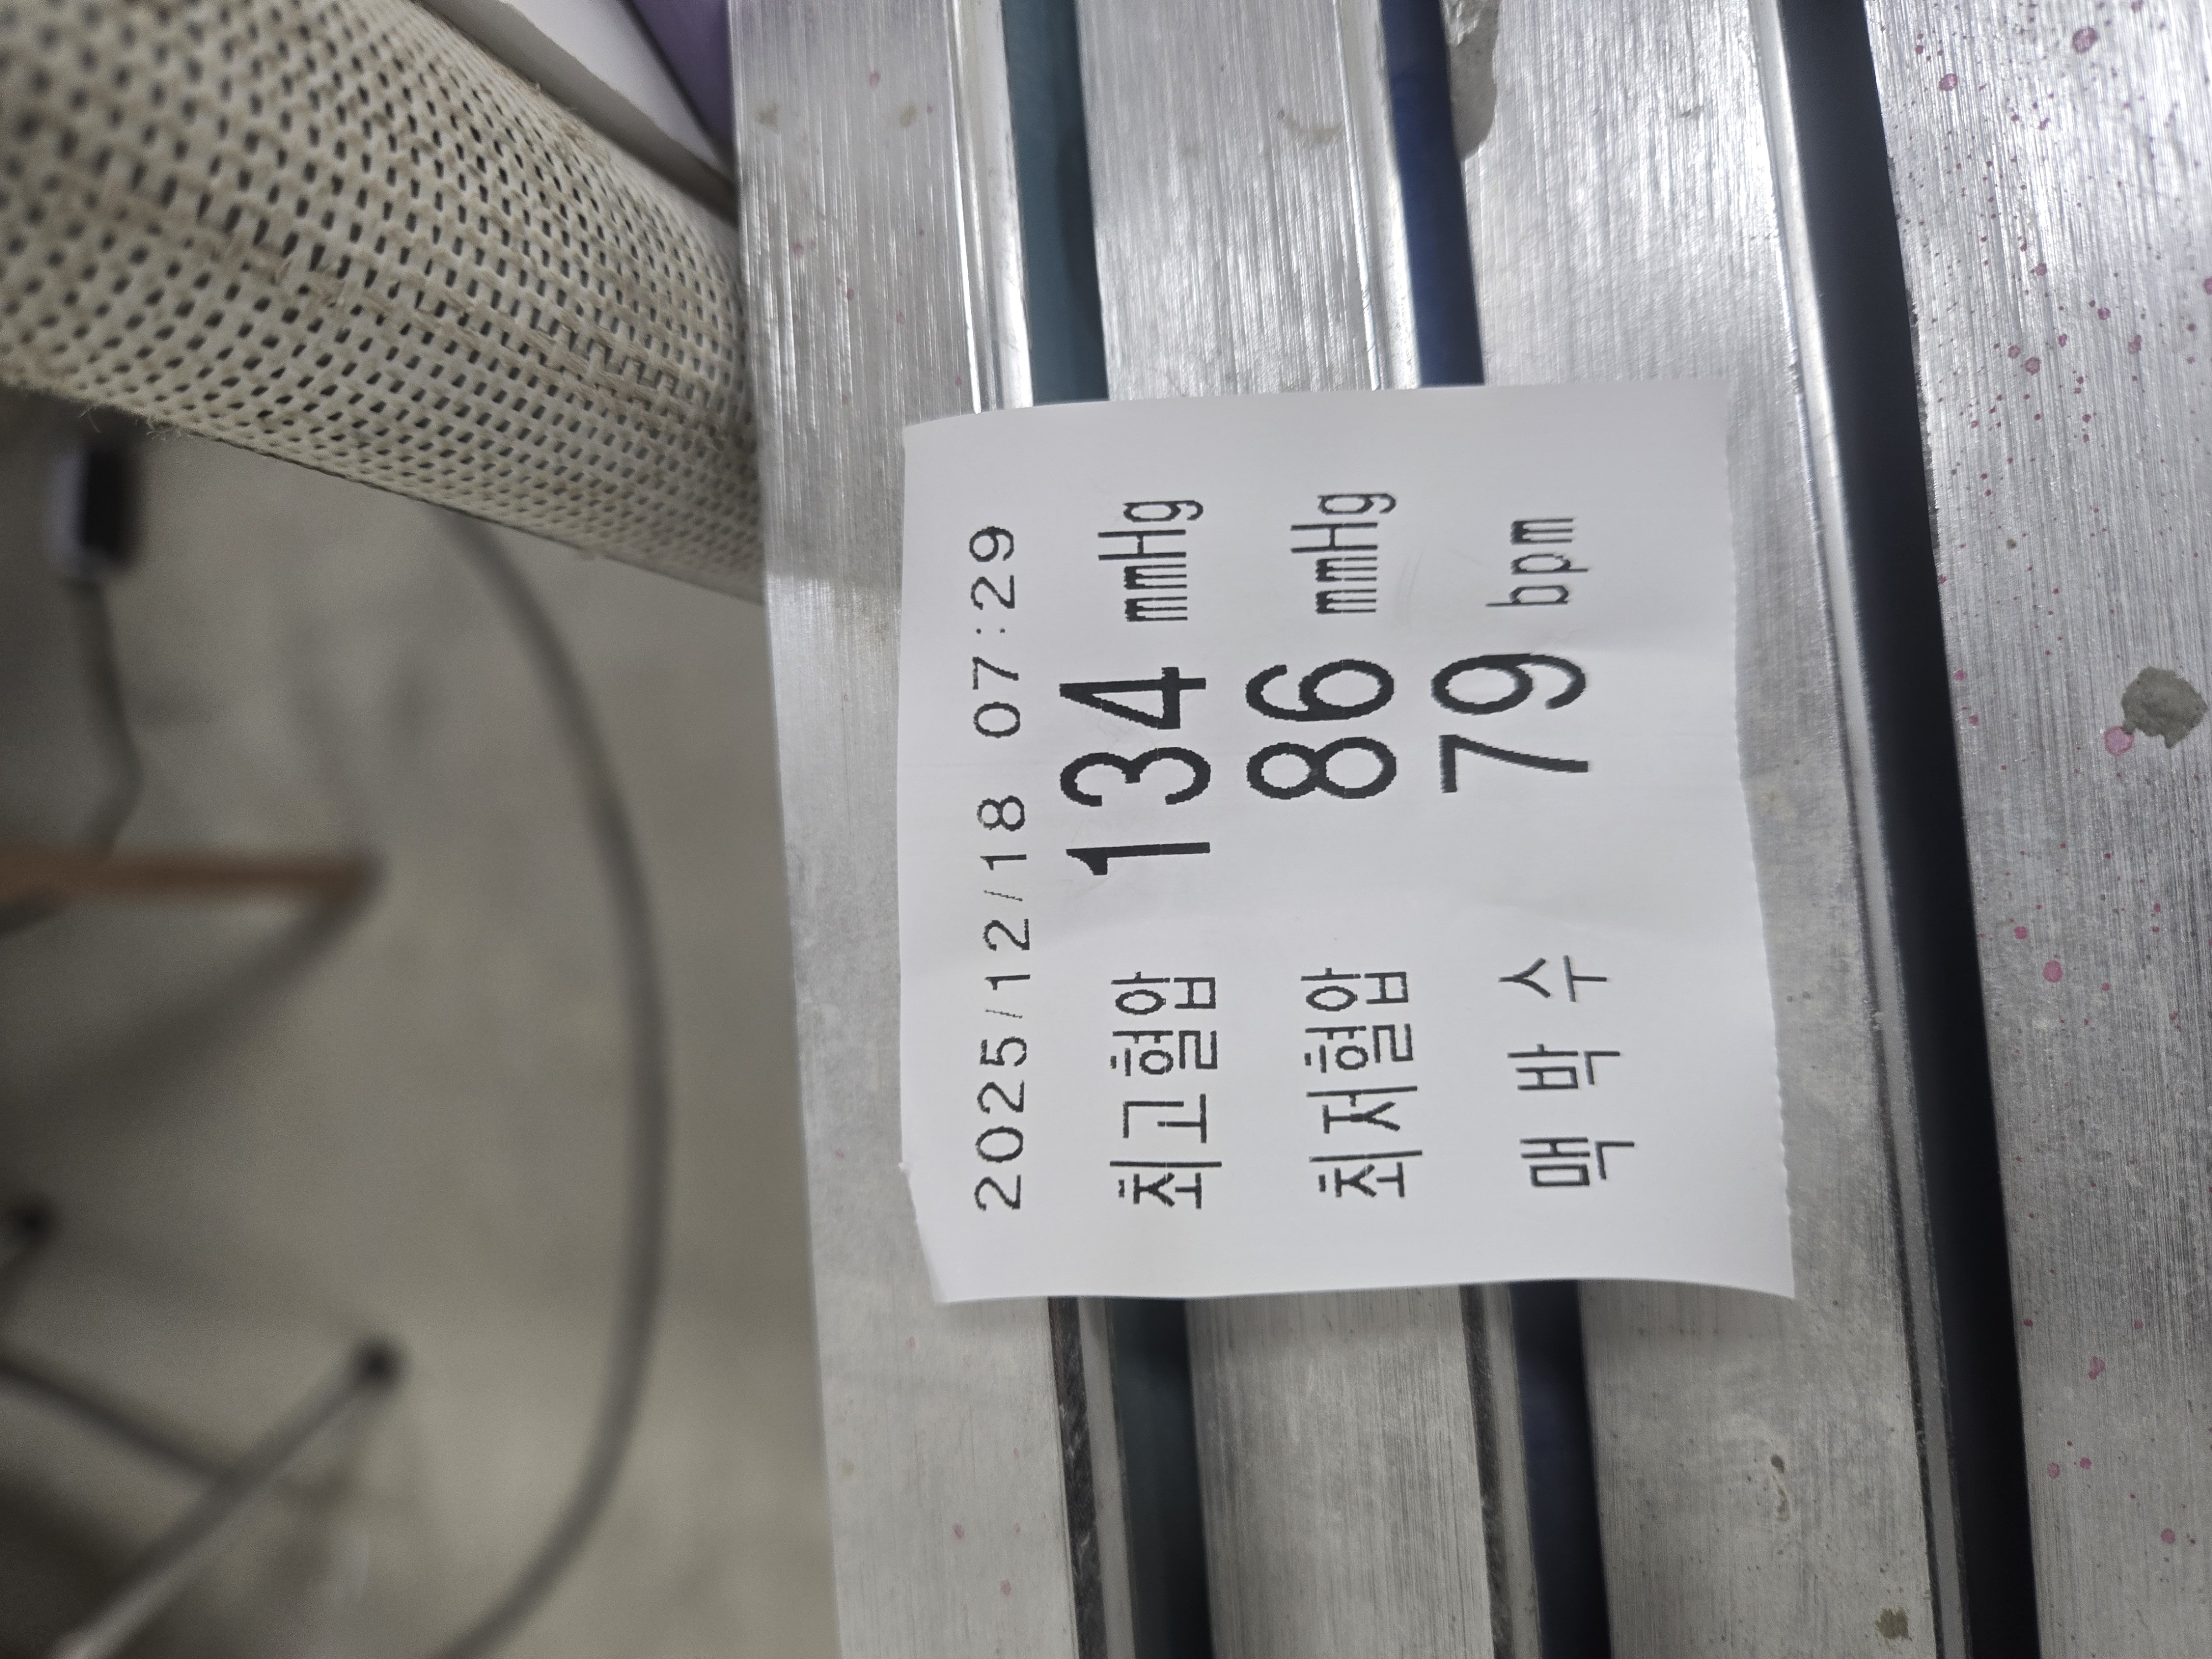 2025/12/18 07:29
최고혈압 134 mmHg
최저혈압 86 mmHg
맥 박 수 79 bpm